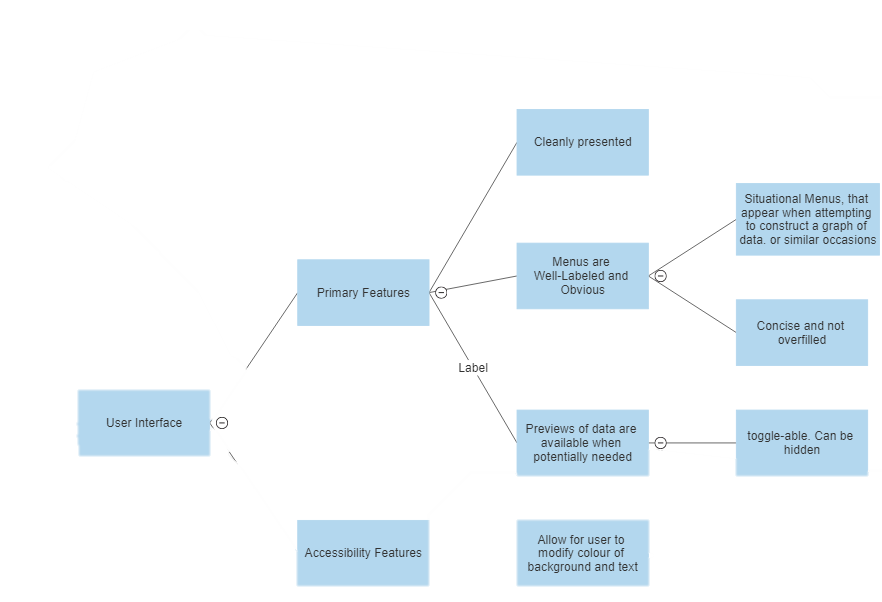 Cleanly presented
Situational Menus, that
appear when attempting
to construct a graph of
data. or similar occasions
Menus are
Well-Labeled and
Obvious
Primary Features
Concise and not
overfilled
Label
User Interface
Previews of data are
available when
potentially needed
toggle-able. Can be
hidden
Accessibility Features
Allow for user to
modify colour of
background and text